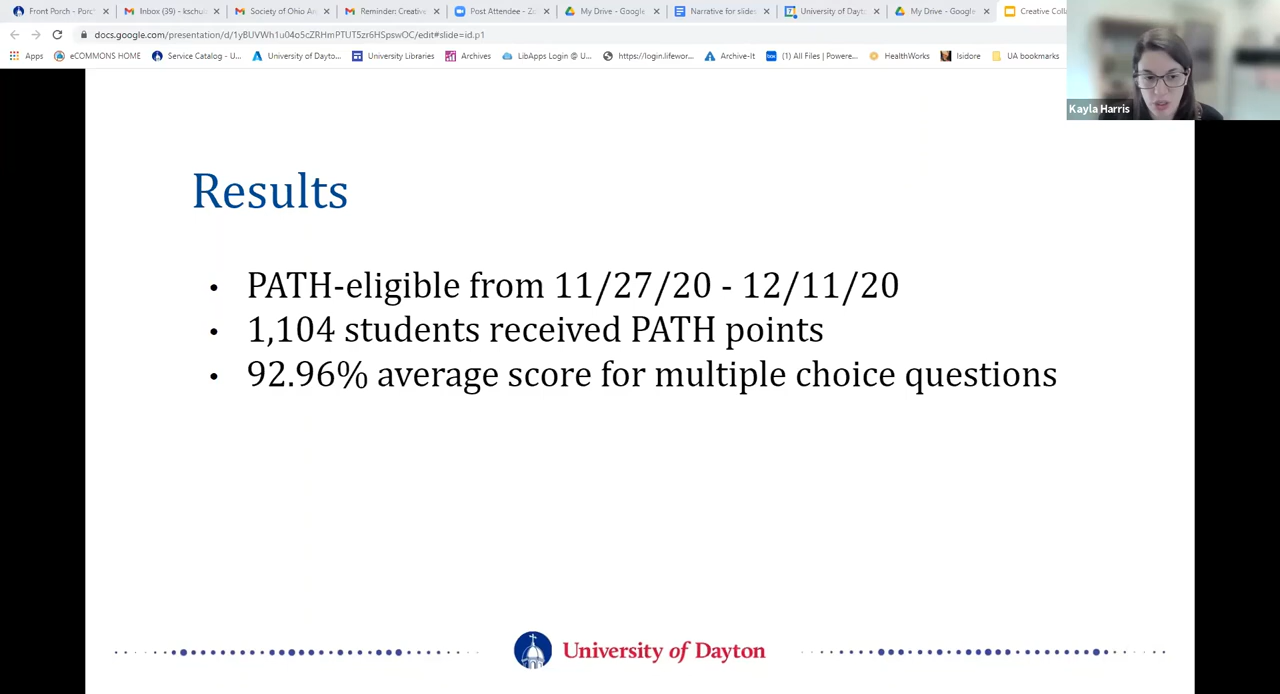 Front Porch - Porc
Inbox (39) - kschul
Society of Ohio Ar
Reminder: Creative
Post Attendee - Zo
My Drive - Google
Narrative for slides
University of Dayt
My Drive - Google
Creative Colla
docs.google.com/presentation/d/1yBUVWh1u04o5cZRHmPTUT5zr6HSpswOC/edit#slide=id.p1
Apps
eCOMMONS HOME
Service Catalog - U...
University of Dayto...
University Libraries
Archives
LibApps Login @ U...
https://login.lifewor...
Archive-It
(1) All Files | Powere...
HealthWorks
Isidore
UA bookmarks
Kayla Harris
Results
• PATH-eligible from 11/27/20 - 12/11/20
• 1,104 students received PATH points
• 92.96% average score for multiple choice questions
University of Dayton